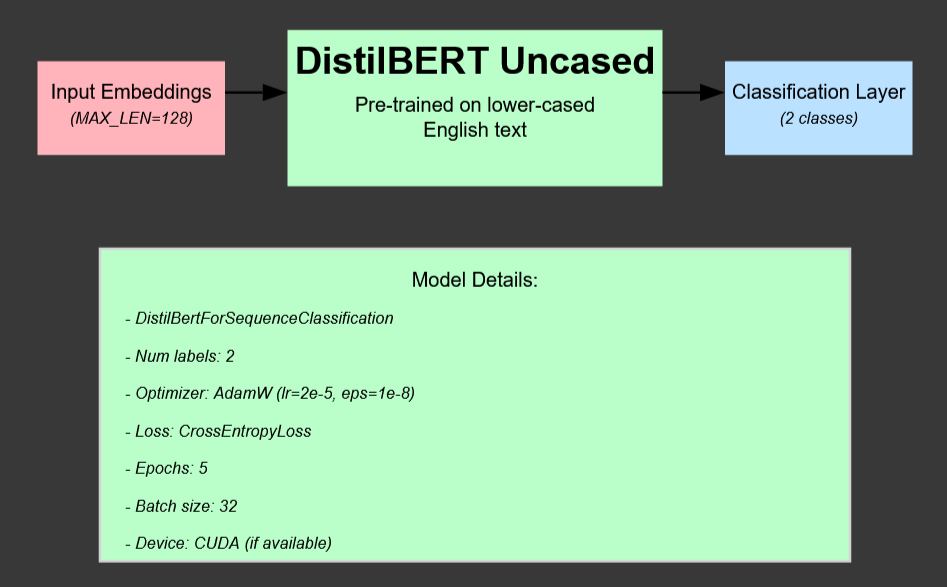 Input Embeddings
(MAX_LEN=128)
DistilBERT Uncased
Pre-trained on lower-cased
English text
Classification Layer
(2 classes)
Model Details:
- DistilBertForSequenceClassification
- Num labels: 2
- Optimizer: AdamW (lr=2e-5, eps=1e-8)
- Loss: CrossEntropyLoss
- Epochs: 5
- Batch size: 32
- Device: CUDA (if available)